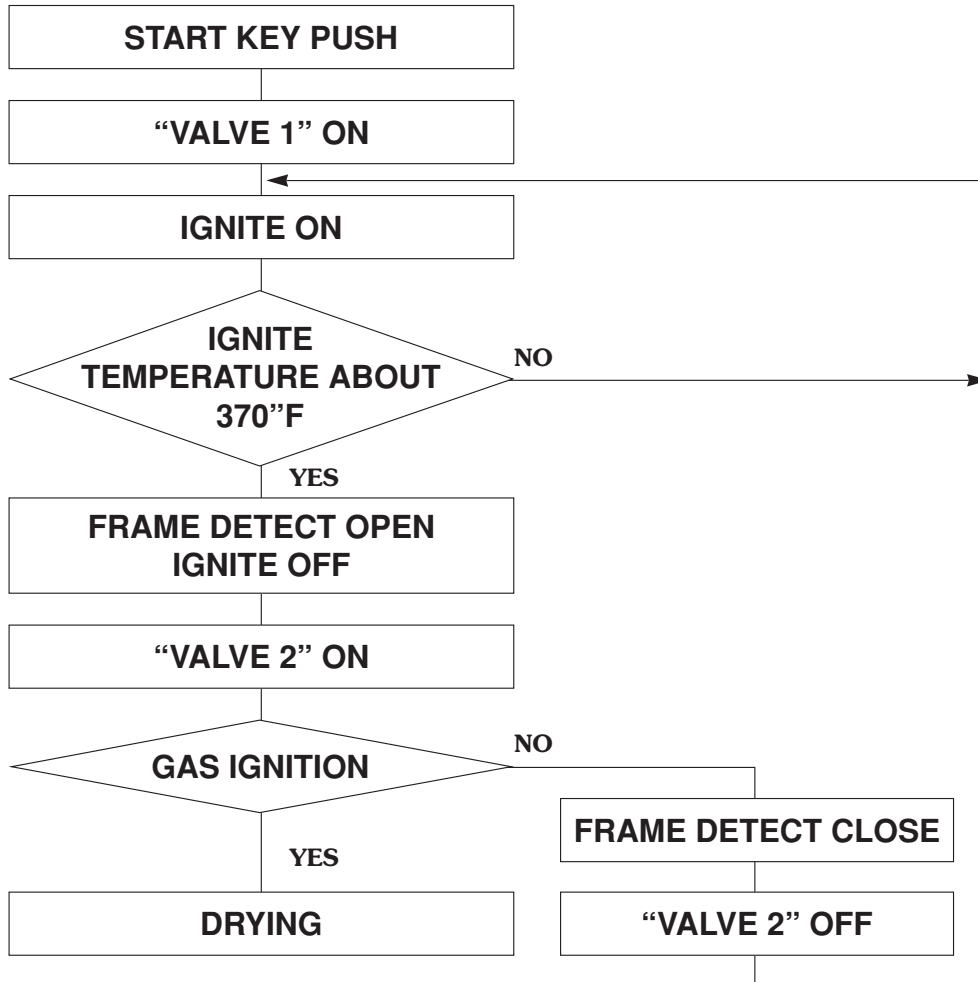 START KEY PUSH
“VALVE 1” ON
IGNITE ON
IGNITE
TEMPERATURE ABOUT
370”F
NO
YES
FRAME DETECT OPEN
IGNITE OFF
“VALVE 2” ON
GAS IGNITION
NO
FRAME DETECT CLOSE
YES
DRYING
“VALVE 2” OFF